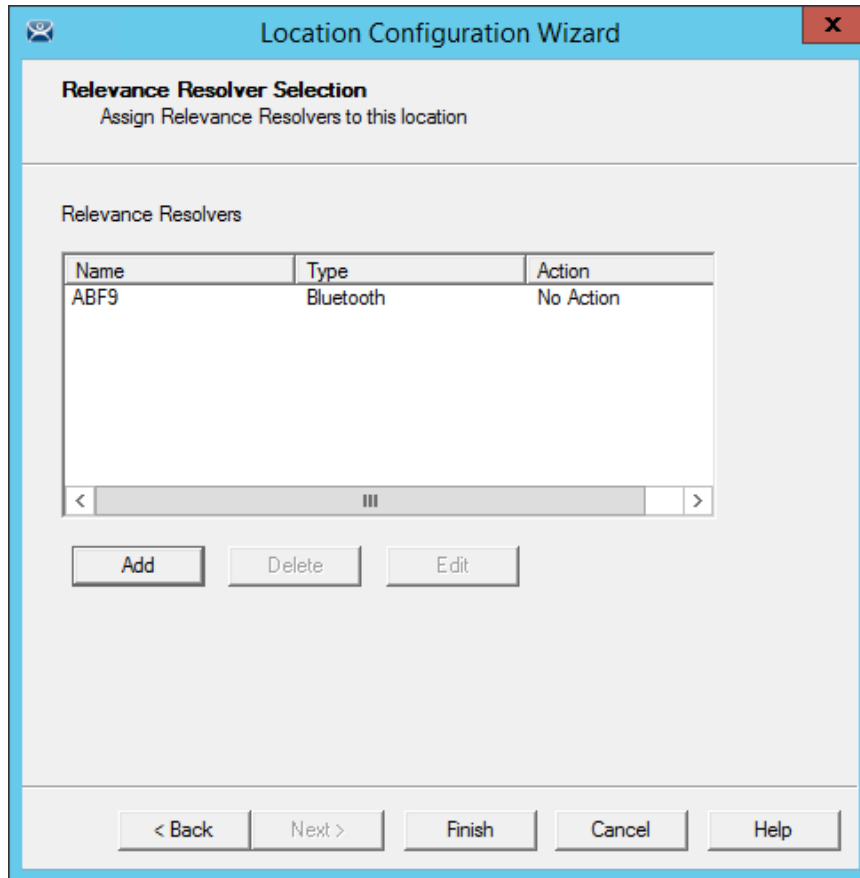 Location Configuration Wizard
x
Relevance Resolver Selection
Assign Relevance Resolvers to this location
Relevance Resolvers
Name Type Action
ABF9 Bluetooth No Action
Add Delete Edit
< Back Next > Finish Cancel Help